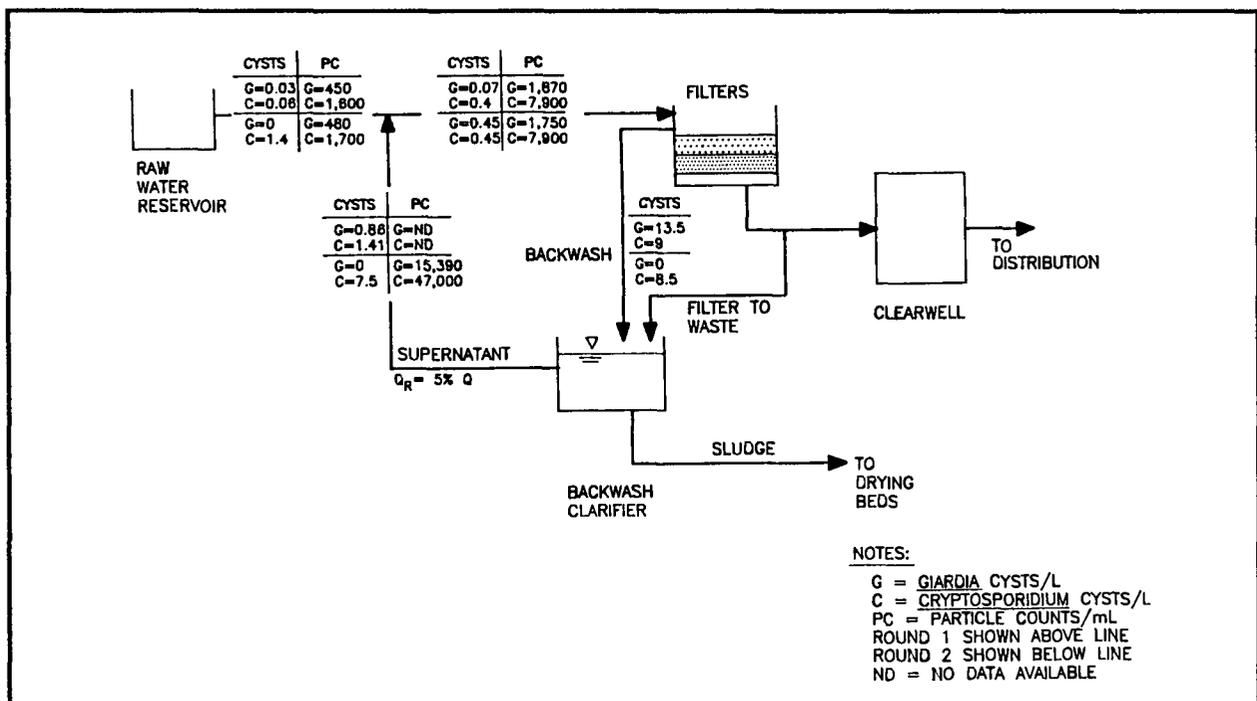 CYSTS PC
G=0.03 G=450
C=0.06 C=1,600
G=0 G=480
C=1.4 C=1,700
CYSTS PC
G=0.07 G=1,870
C=0.4 C=7,900
G=0.45 G=1,750
C=0.45 C=7,900
FILTERS
RAW
WATER
RESERVOIR
CYSTS PC
G=0.86 G=ND
C=1.41 C=ND
G=0 G=15,390
C=7.5 C=47,000
BACKWASH
CYSTS
G=13.5
C=9
G=0
C=8.5
TO
DISTRIBUTION
CLEARWELL
FILTER TO
WASTE
SUPERNATANT
QR= 5% Q
SLUDGE
TO
DRYING
BEDS
BACKWASH
CLARIFIER
NOTES:
G = GIARDIA CYSTS/L
C = CRYPTOSPORIDIUM CYSTS/L
PC = PARTICLE COUNTS/mL
ROUND 1 SHOWN ABOVE LINE
ROUND 2 SHOWN BELOW LINE
ND = NO DATA AVAILABLE